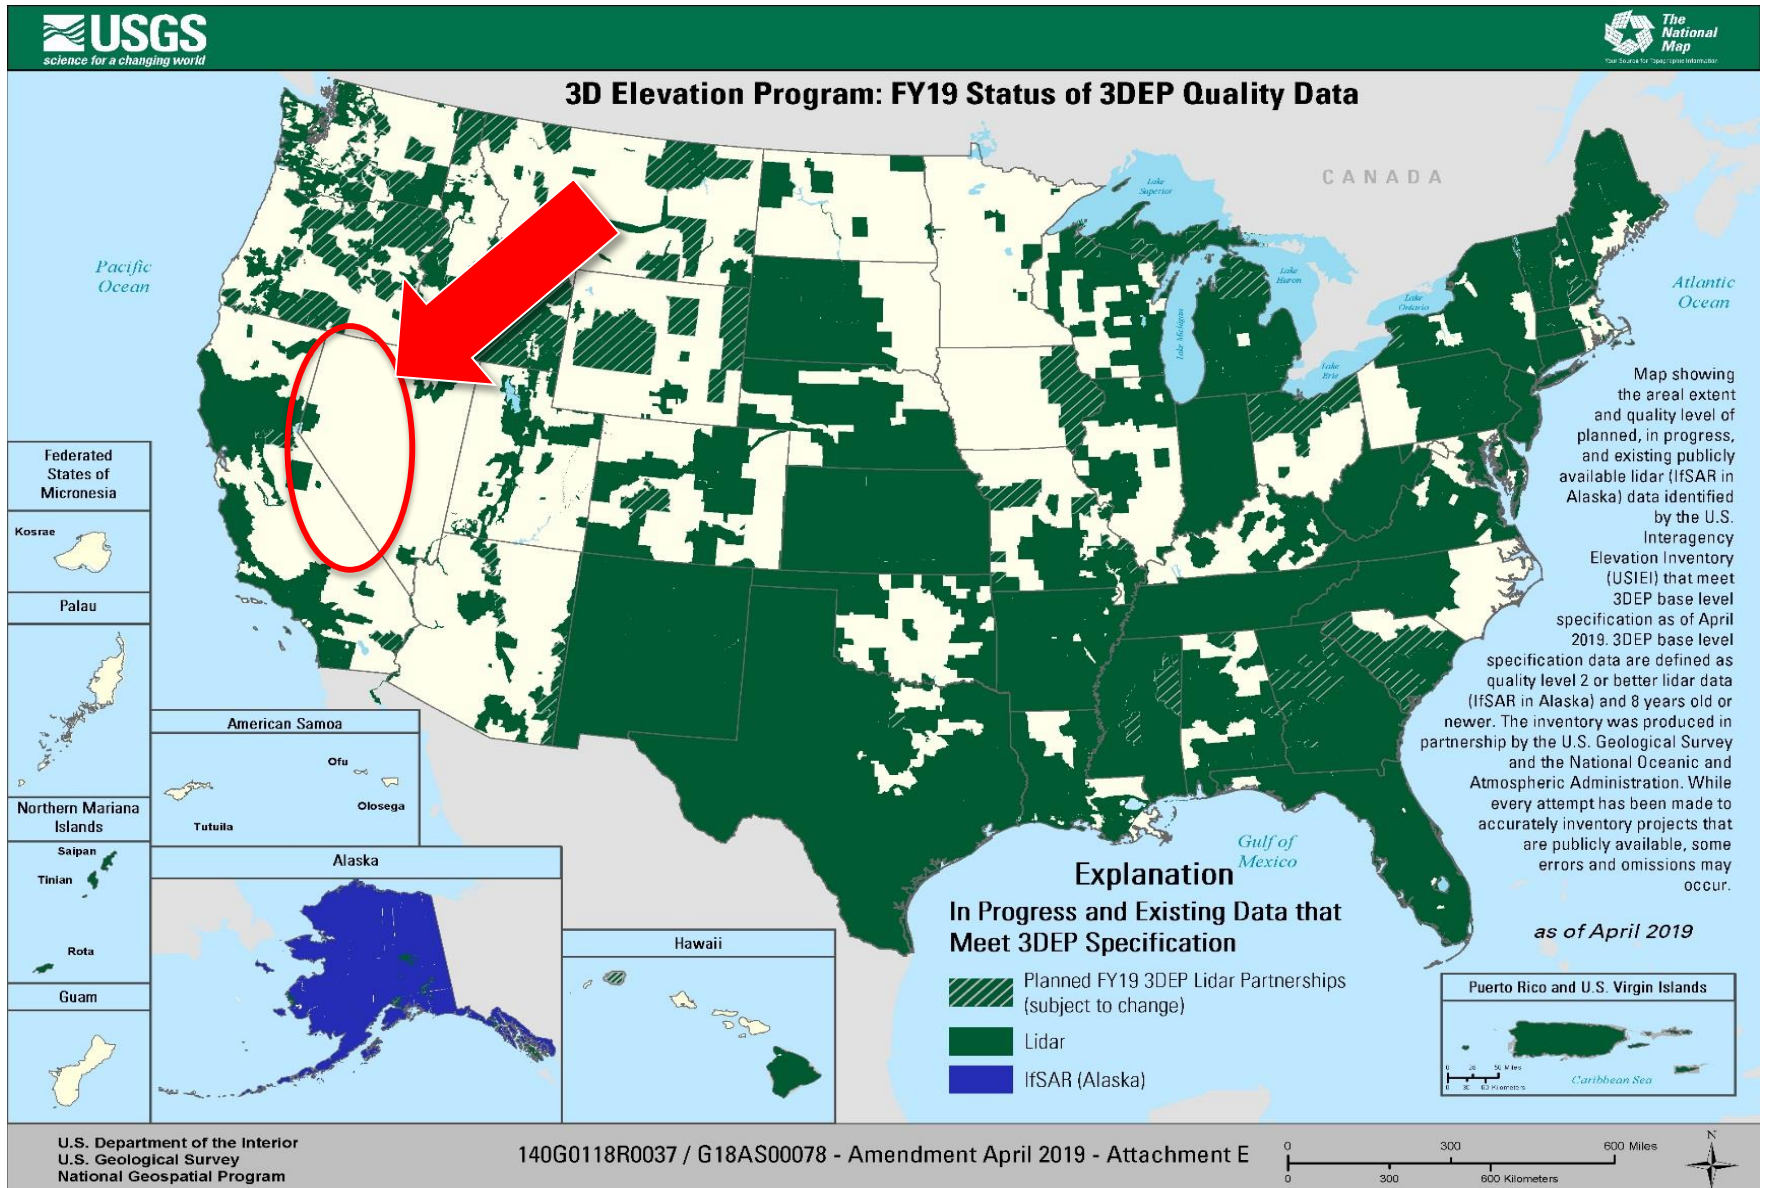 USGS
science for a changing world
The
National
Map
Your Source for Topographic Information
3D Elevation Program: FY19 Status of 3DEP Quality Data
CANADA
Pacific
Ocean
Atlantic
Ocean
Lake
Superior
Lake
Huron
Lake Michigan
Lake
Ontario
Lake
Erie
Gulf of
Mexico
Map showing
the areal extent
and quality level of
planned, in progress,
and existing publicly
available lidar (IfSAR in
Alaska) data identified
by the U.S.
Interagency
Elevation Inventory
(USIEI) that meet
3DEP base level
specification as of April
2019. 3DEP base level
specification data are defined as
quality level 2 or better lidar data
(IfSAR in Alaska) and 8 years old or
newer. The inventory was produced in
partnership by the U.S. Geological Survey
and the National Oceanic and
Atmospheric Administration. While
every attempt has been made to
accurately inventory projects that
are publicly available, some
errors and omissions may
occur.
as of April 2019
Federated
States of
Micronesia
Kosrae
Palau
Northern Mariana
Islands
Saipan
Tinian
Rota
Guam
American Samoa
Ofu
Olosega
Tutuila
Alaska
Hawaii
Explanation
In Progress and Existing Data that
Meet 3DEP Specification
Planned FY19 3DEP Lidar Partnerships
(subject to change)
Lidar
IfSAR (Alaska)
Puerto Rico and U.S. Virgin Islands
Caribbean Sea
U.S. Department of the Interior
U.S. Geological Survey
National Geospatial Program
140G0118R0037 / G18AS00078 - Amendment April 2019 - Attachment E
0 300 600 Miles
0 300 600 Kilometers
N